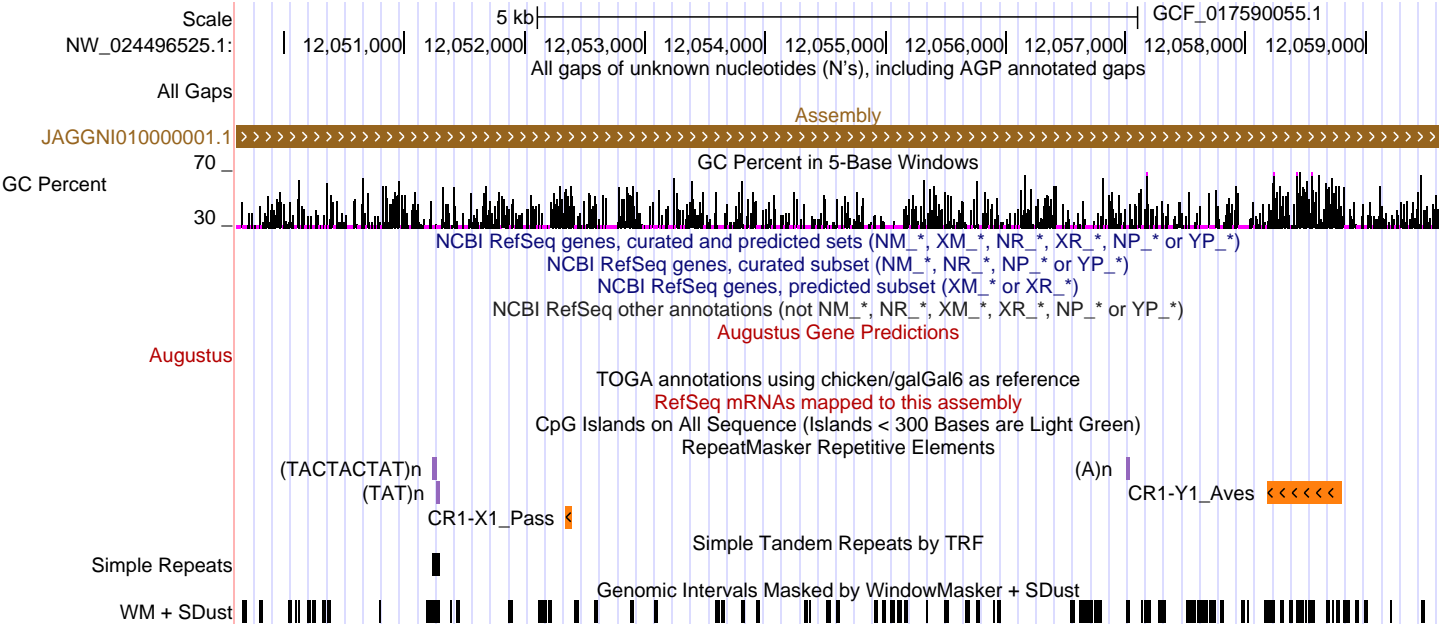 Scale 5 kb GCF_017590055.1
NW_024496525.1: 12,051,000 12,052,000 12,053,000 12,054,000 12,055,000 12,056,000 12,057,000 12,058,000 12,059,000
All gaps of unknown nucleotides (N's), including AGP annotated gaps
All Gaps
Assembly
JAGGNI010000001.1
70 _ GC Percent in 5-Base Windows
GC Percent
30 _
NCBI RefSeq genes, curated and predicted sets (NM_*, XM_*, NR_*, XR_*, NP_* or YP_*)
NCBI RefSeq genes, curated subset (NM_*, NR_*, NP_* or YP_*)
NCBI RefSeq genes, predicted subset (XM_* or XR_*)
NCBI RefSeq other annotations (not NM_*, NR_*, XM_*, XR_*, NP_* or YP_*)
Augustus Gene Predictions
Augustus
TOGA annotations using chicken/galGal6 as reference
RefSeq mRNAs mapped to this assembly
CpG Islands on All Sequence (Islands < 300 Bases are Light Green)
RepeatMasker Repetitive Elements
(TACTACTAT)n (A)n
(TAT)n CR1-Y1_Aves
CR1-X1_Pass
Simple Tandem Repeats by TRF
Simple Repeats
Genomic Intervals Masked by WindowMasker + SDust
WM + SDust